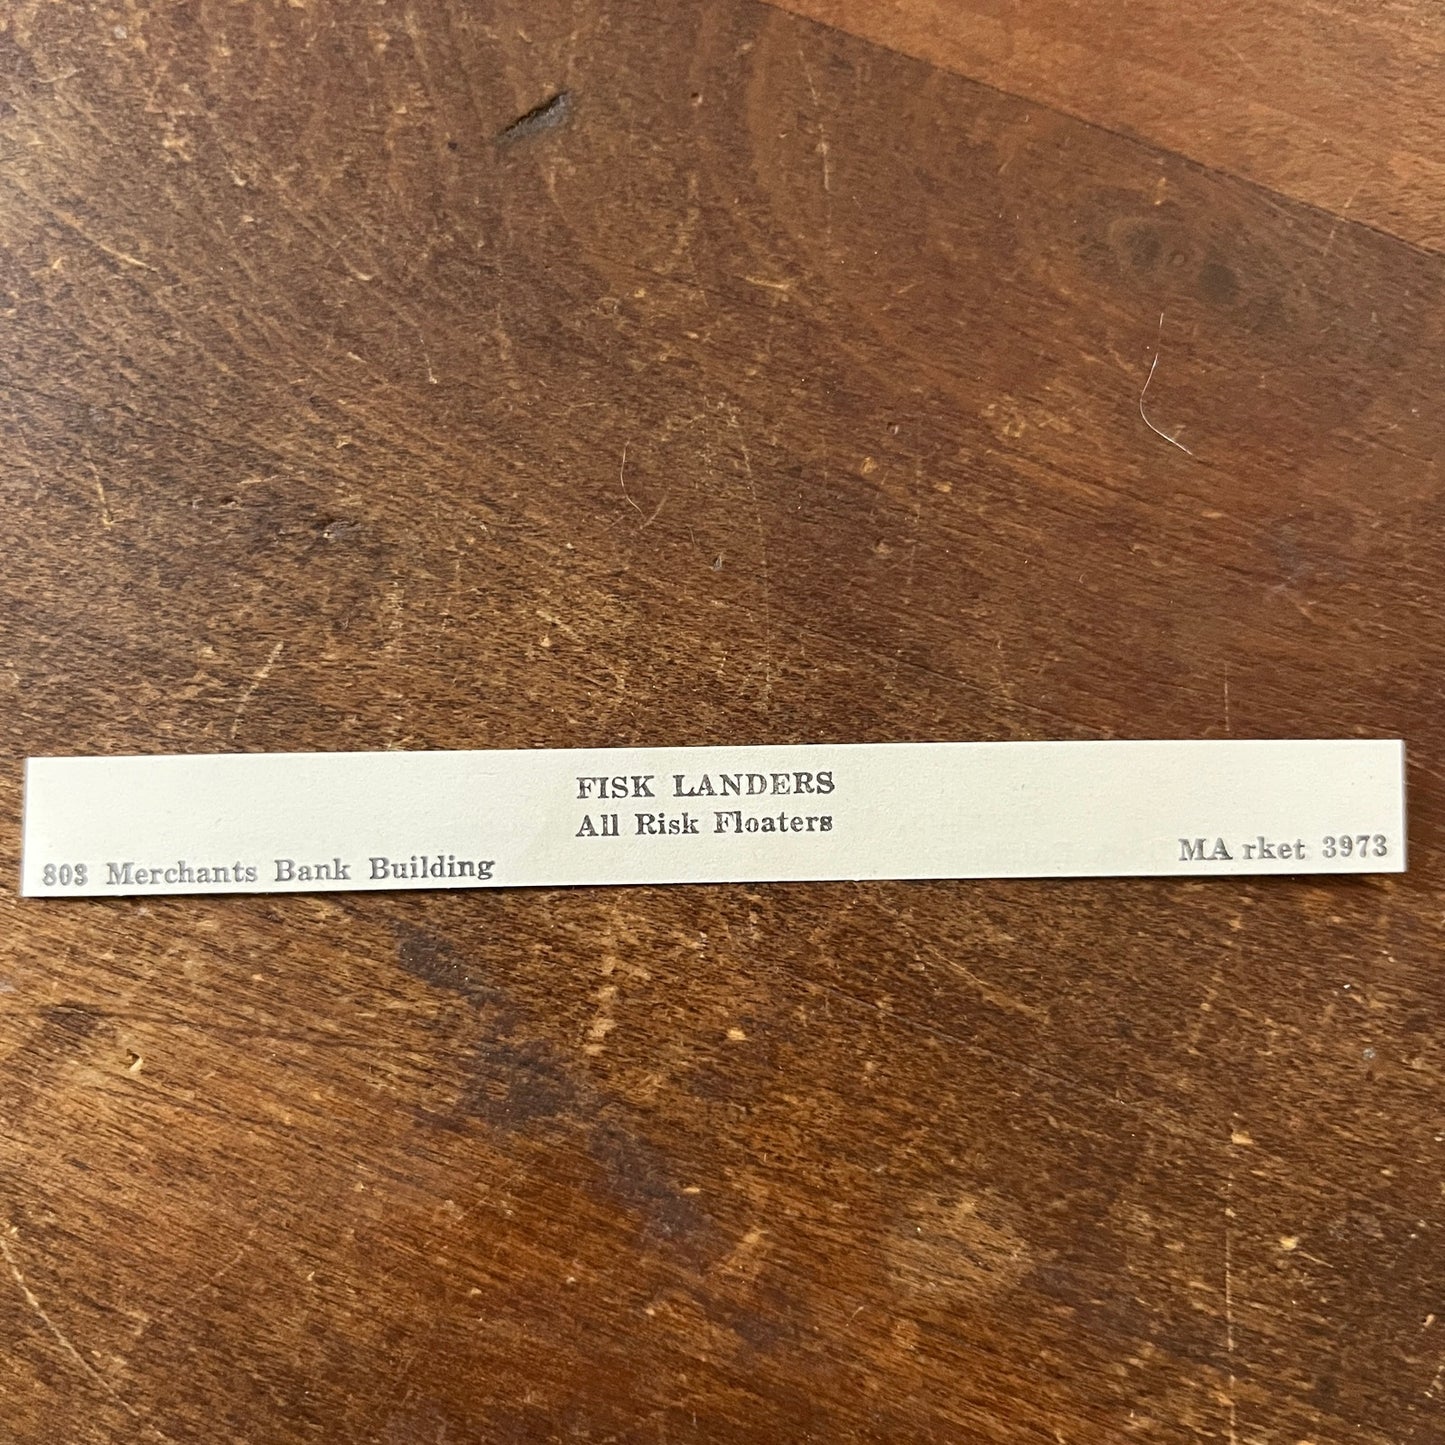 FISK LANDERS
All Risk Floaters
803 Merchants Bank Building
MA rket 3973